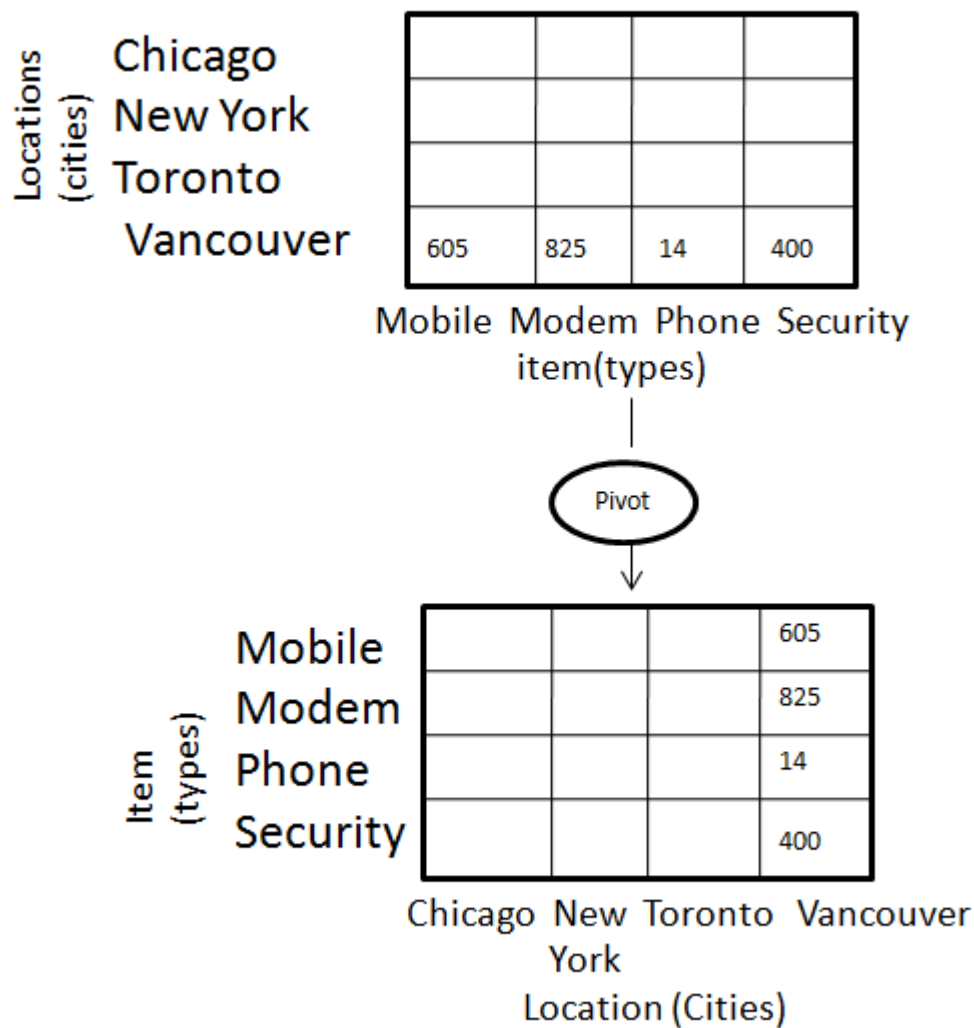 Locations
(cities)
Chicago
New York
Toronto
Vancouver
605 825 14 400
Mobile Modem Phone Security
item(types)
Pivot
Item
(types)
Mobile
Modem
Phone
Security
605
825
14
400
Chicago New Toronto Vancouver
York
Location (Cities)